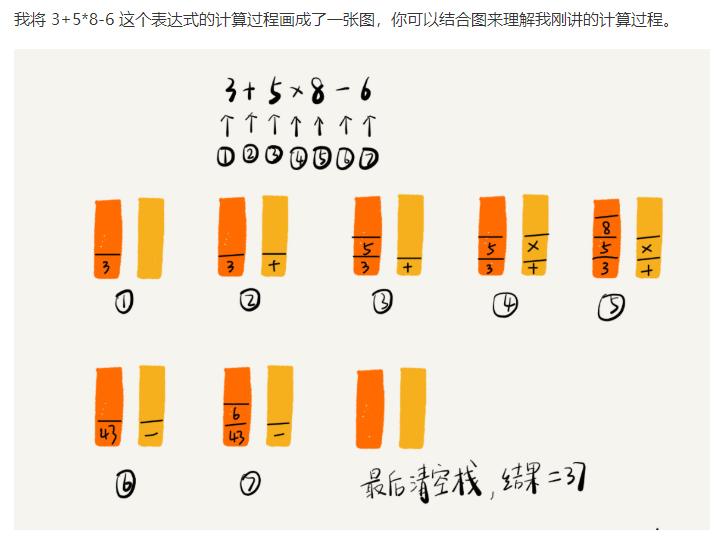 我将 3+5*8-6 这个表达式的计算过程画成了一张图，你可以结合图来理解我刚讲的计算过程。
3 + 5 × 8 - 6
↑ ↑ ↑ ↑ ↑ ↑ ↑
① ② ③ ④ ⑤ ⑥ ⑦
8
5 5 × 5 ×
3 3 + 3 + 3 + 3 +
① ② ③ ④ ⑤
6
43 - 43 -
⑥ ⑦ 最后清空栈, 结果=37